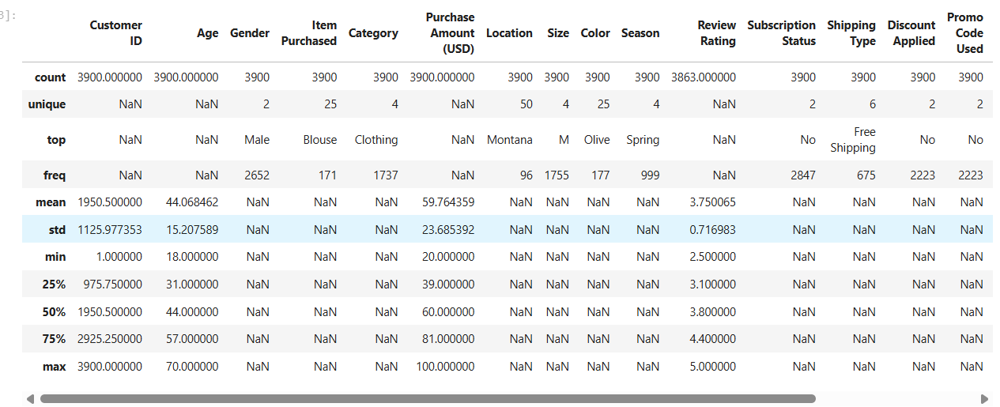 3]:
Customer ID Age Gender Item Purchased Category Purchase Amount (USD) Location Size Color Season Review Rating Subscription Status Shipping Type Discount Applied Promo Code Used
count 3900.000000 3900.000000 3900 3900 3900 3900.000000 3900 3900 3900 3900 3863.000000 3900 3900 3900 3900
unique NaN NaN 2 25 4 NaN 50 4 25 4 NaN 2 6 2 2
top NaN NaN Male Blouse Clothing NaN Montana M Olive Spring NaN No Free Shipping No No
freq NaN NaN 2652 171 1737 NaN 96 1755 177 999 NaN 2847 675 2223 2223
mean 1950.500000 44.068462 NaN NaN NaN 59.764359 NaN NaN NaN NaN 3.750065 NaN NaN NaN NaN
std 1125.977353 15.207589 NaN NaN NaN 23.685392 NaN NaN NaN NaN 0.716983 NaN NaN NaN NaN
min 1.000000 18.000000 NaN NaN NaN 20.000000 NaN NaN NaN NaN 2.500000 NaN NaN NaN NaN
25% 975.750000 31.000000 NaN NaN NaN 39.000000 NaN NaN NaN NaN 3.100000 NaN NaN NaN NaN
50% 1950.500000 44.000000 NaN NaN NaN 60.000000 NaN NaN NaN NaN 3.800000 NaN NaN NaN NaN
75% 2925.250000 57.000000 NaN NaN NaN 81.000000 NaN NaN NaN NaN 4.400000 NaN NaN NaN NaN
max 3900.000000 70.000000 NaN NaN NaN 100.000000 NaN NaN NaN NaN 5.000000 NaN NaN NaN NaN